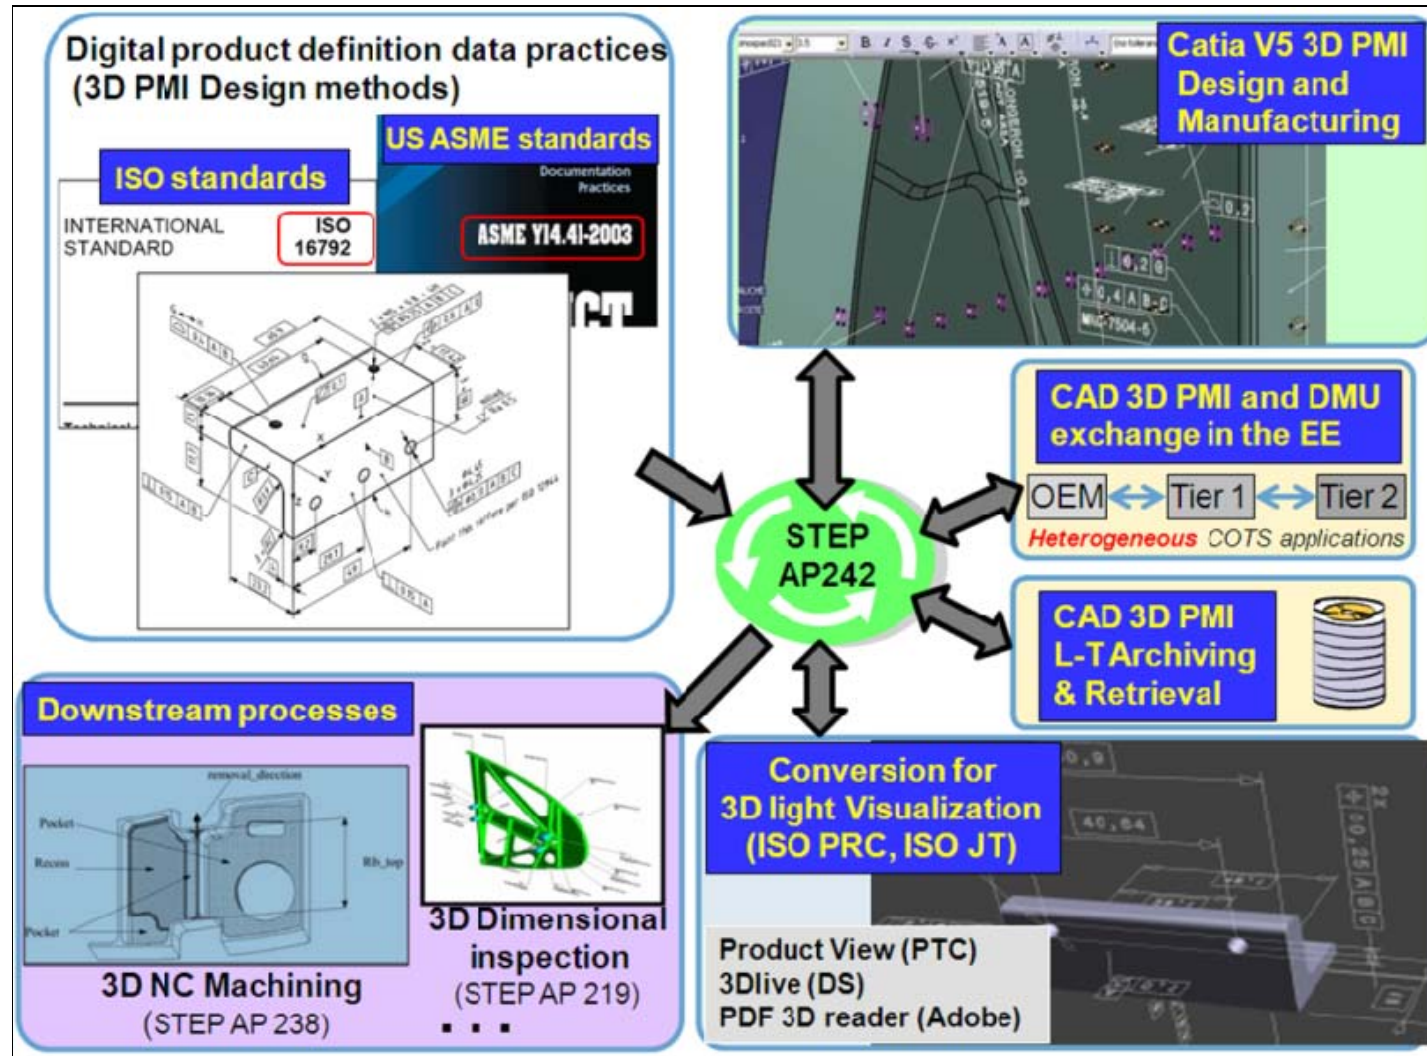 Digital product definition data practices
(3D PMI Design methods)
US ASME standards
ISO standards
Documentation
Practices
INTERNATIONAL
STANDARD
ISO
16792
ASME Y14.41-2003
Catia V5 3D PMI
Design and
Manufacturing
CAD 3D PMI and DMU
exchange in the EE
OEM
Tier 1
Tier 2
Heterogeneous COTS applications
STEP
AP242
CAD 3D PMI
L-T Archiving
& Retrieval
Downstream processes
removal_direction
Pocket
Recess
Rib_top
Pocket
3D NC Machining
(STEP AP 238)
3D Dimensional
inspection
(STEP AP 219)
. . .
Conversion for
3D light Visualization
(ISO PRC, ISO JT)
40,64
Product View (PTC)
3Dlive (DS)
PDF 3D reader (Adobe)